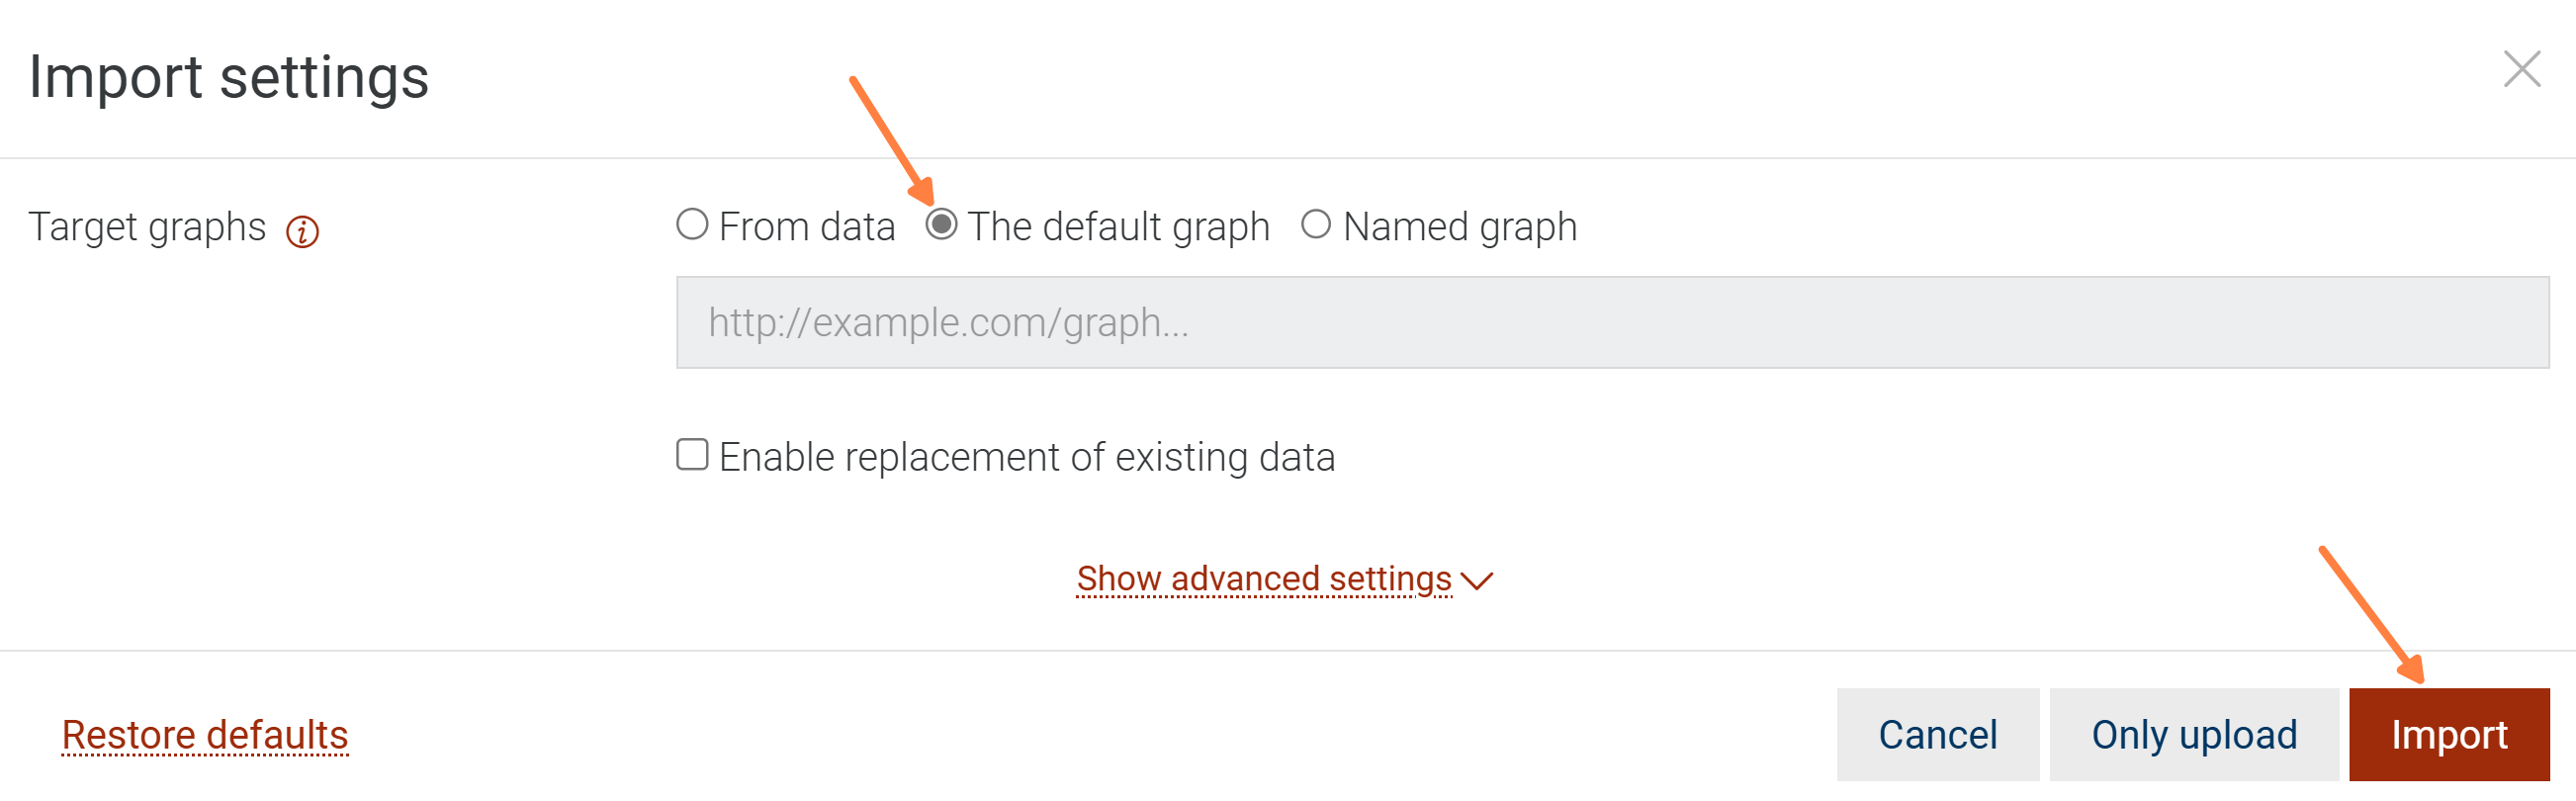 Import settings
Target graphs
From data The default graph Named graph
http://example.com/graph...
Enable replacement of existing data
Show advanced settings
Restore defaults Cancel Only upload Import